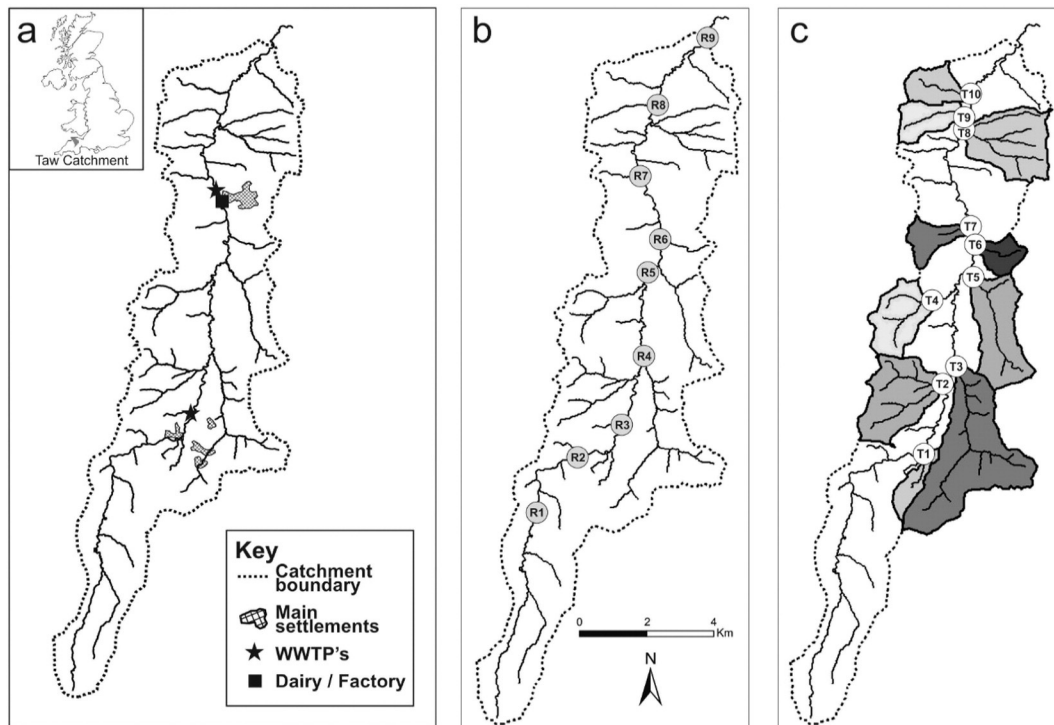 a
Taw Catchment
Key
Catchment
boundary
Main
settlements
WWTP's
Dairy / Factory
b
R9
R8
R7
R6
R5
R4
R3
R2
R1
0 2 4
Km
N
c
T10
T9
T8
T7
T6
T5
T4
T3
T2
T1